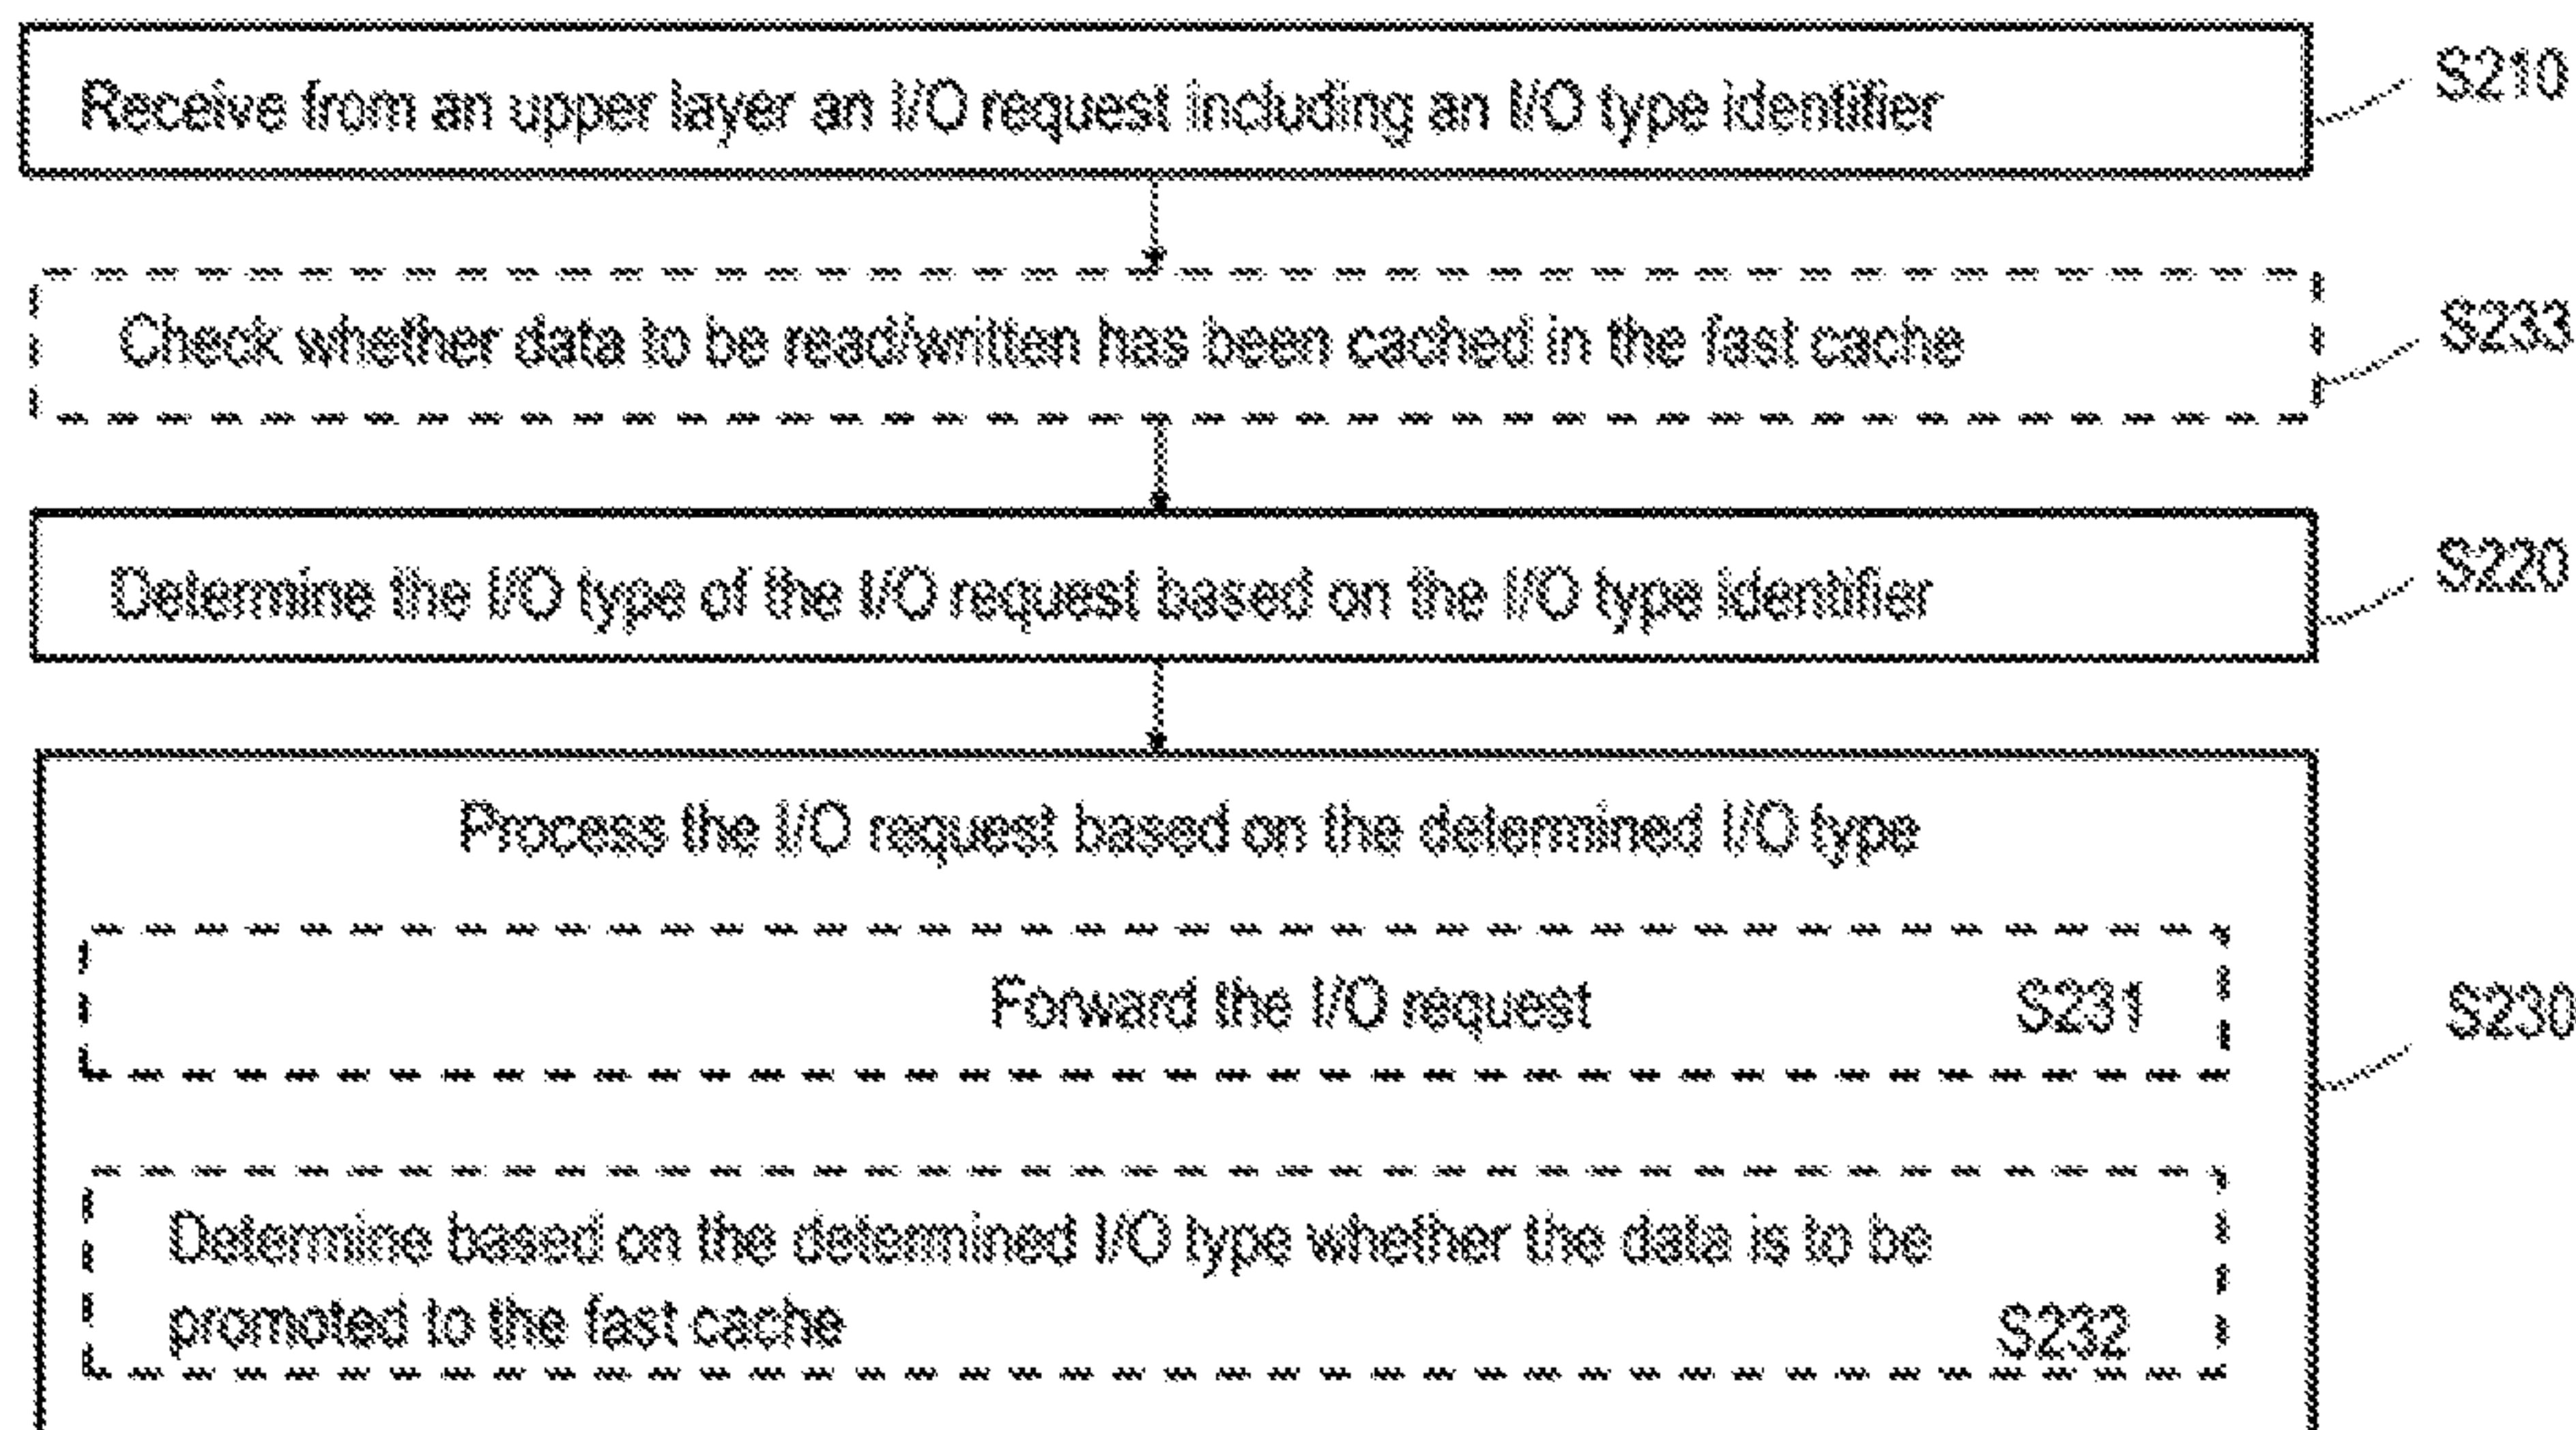 Receive from an upper layer an I/O request including an I/O type identifier S210
Check whether data to be read/written has been cached in the fast cache S233
Determine the I/O type of the I/O request based on the I/O type identifier S220
Process the I/O request based on the determined I/O type
Forward the I/O request S231
S230
Determine based on the determined I/O type whether the data is to be
promoted to the fast cache S232